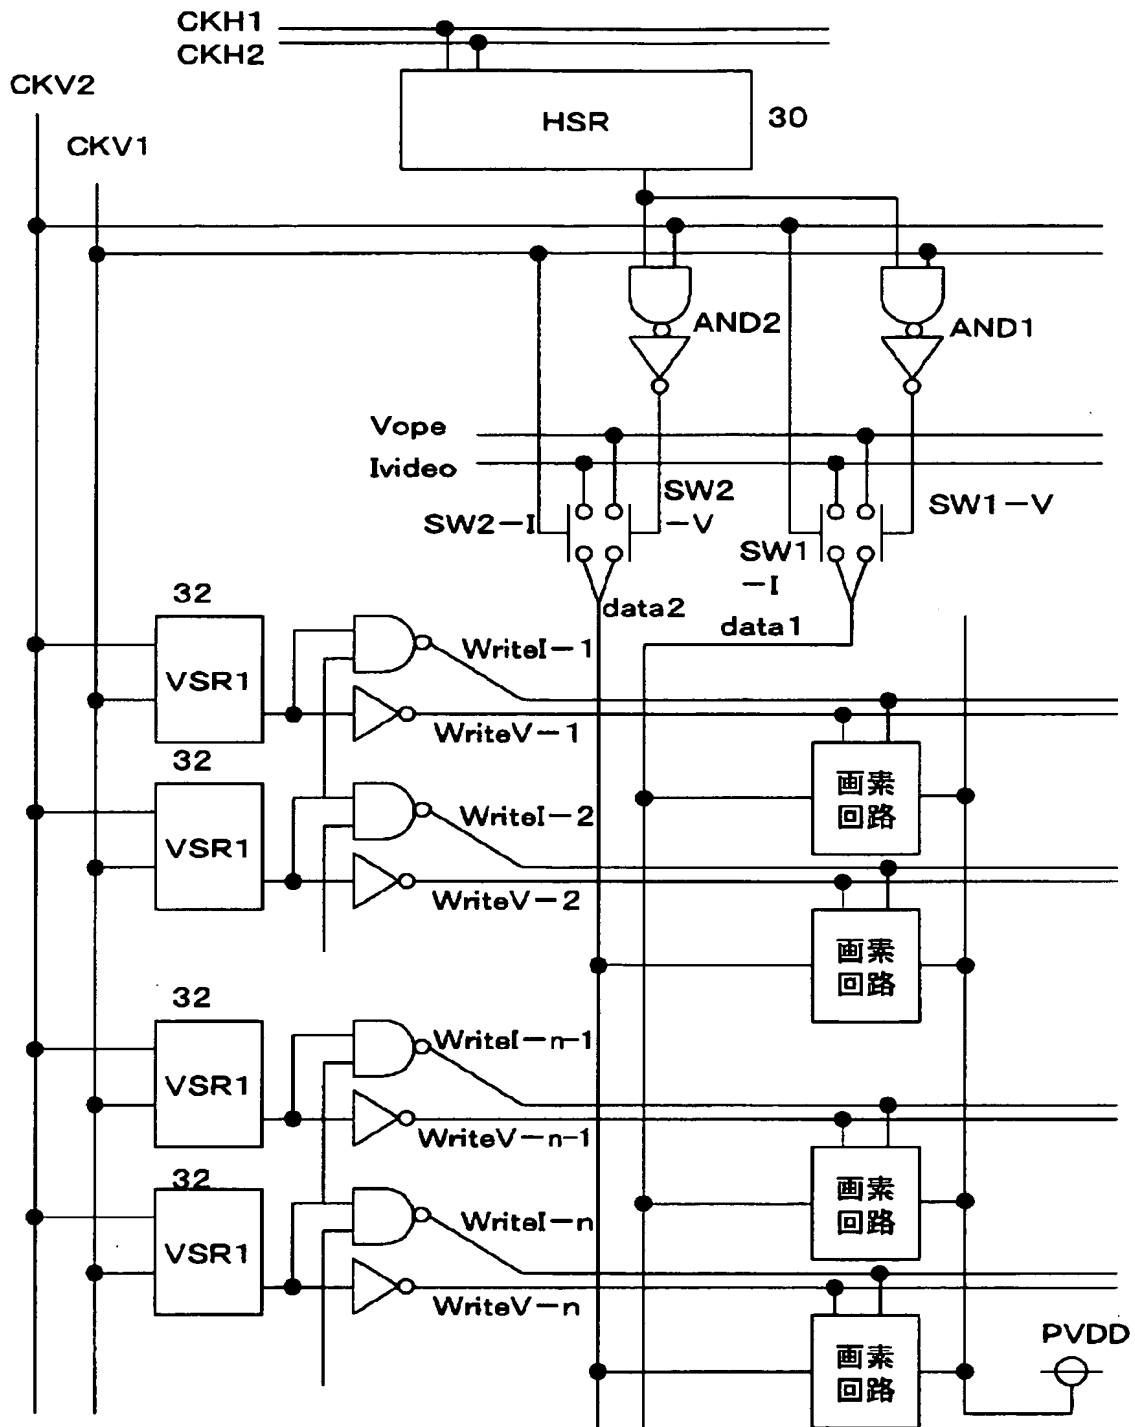 CKH1
CKH2
CKV2
CKV1
HSR
30
AND2
AND1
Vope
Ivideo
SW2-I
SW2
-V
SW1
-I
SW1-V
data2
data1
32
VSR1
WriteI-1
WriteV-1
画素
回路
32
VSR1
WriteI-2
WriteV-2
画素
回路
32
VSR1
WriteI-n-1
WriteV-n-1
画素
回路
32
VSR1
WriteI-n
WriteV-n
画素
回路
PVDD